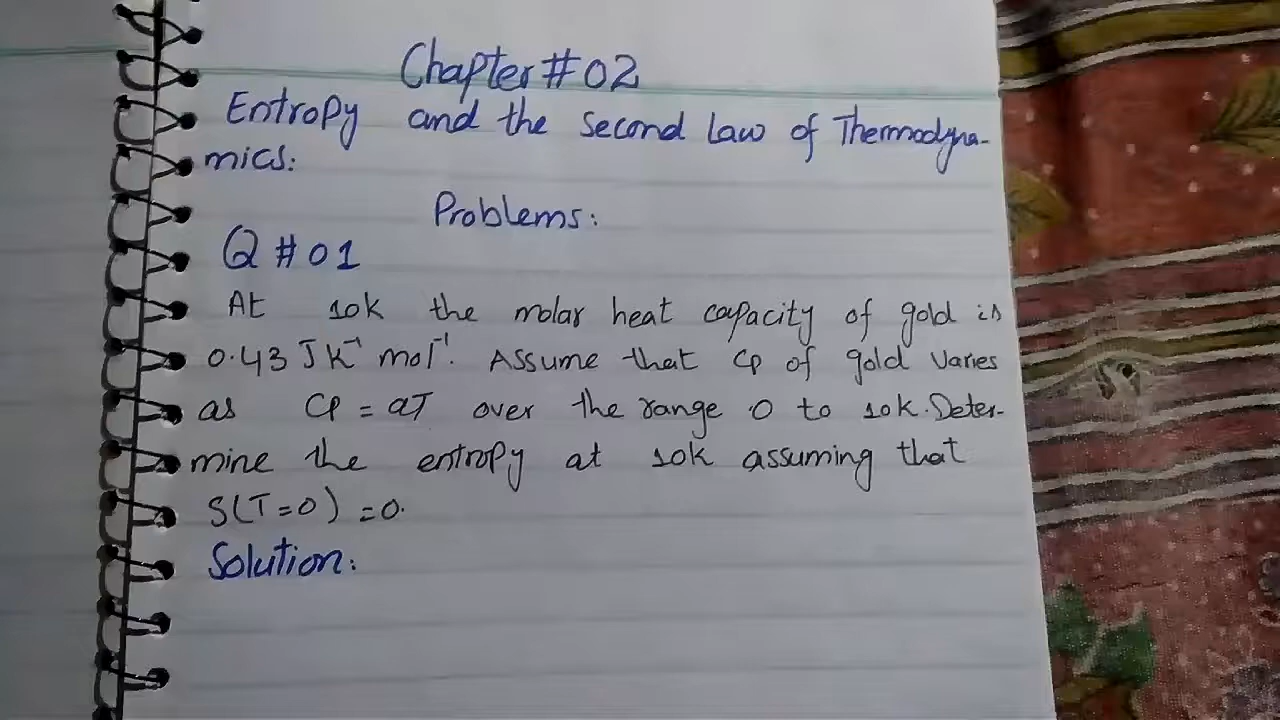 Chapter # 02
Entropy and the Second Law of Thermodyna-
mics:
Problems:
Q # 01
At 10K the molar heat capacity of gold is
0.43 J K⁻¹ mol⁻¹. Assume that Cp of gold varies
as Cp = aT over the range 0 to 10K. Deter-
mine the entropy at 10K assuming that
S(T=0) = 0.
Solution: